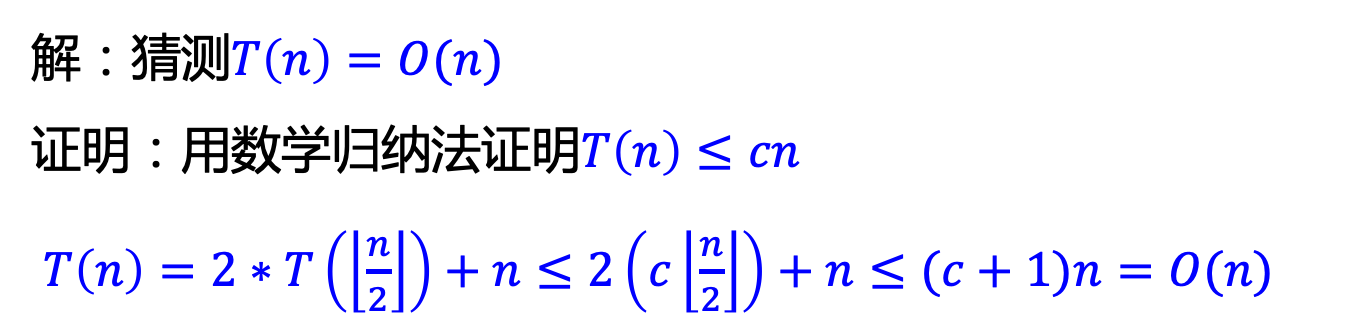 解：猜测T(n) = O(n)
证明：用数学归纳法证明T(n) ≤ cn
T(n) = 2 * T(⌊n/2⌋) + n ≤ 2(c⌊n/2⌋) + n ≤ (c + 1)n = O(n)